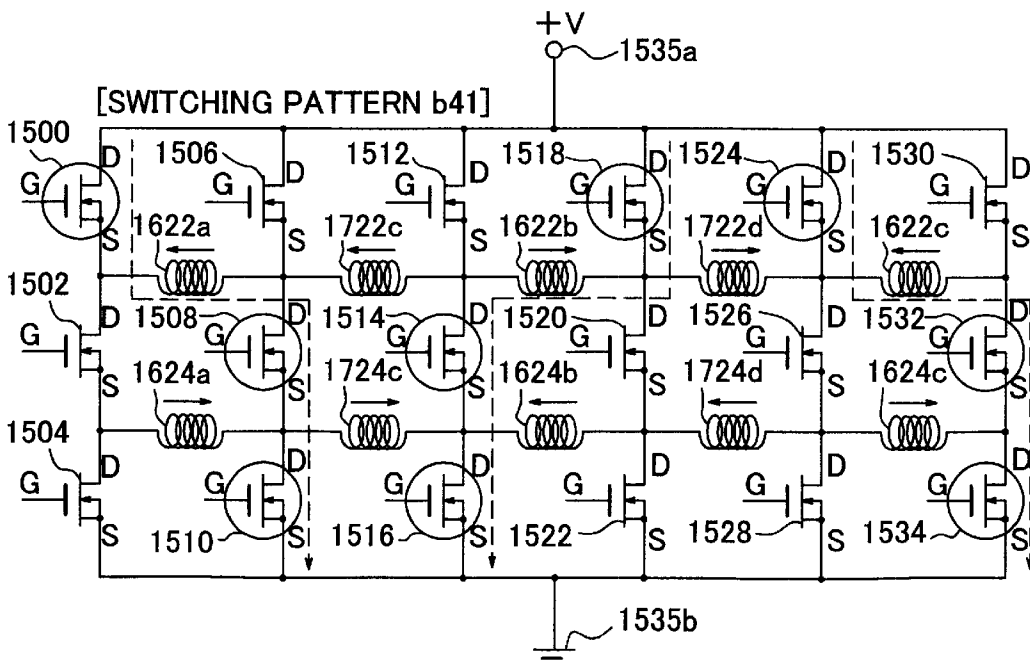 +V
1535a
[SWITCHING PATTERN b41]
1500 1506 1512 1518 1524 1530
D D D D D D
G G G G G G
S S S S S S
1622a 1722c 1622b 1722d 1622c
1502 1508 1514 1520 1526 1532
D D D D D D
G G G G G G
S S S S S S
1624a 1724c 1624b 1724d 1624c
1504
D D D D D D
G G G G G G
S S S S S S
1510 1516 1522 1528 1534
1535b